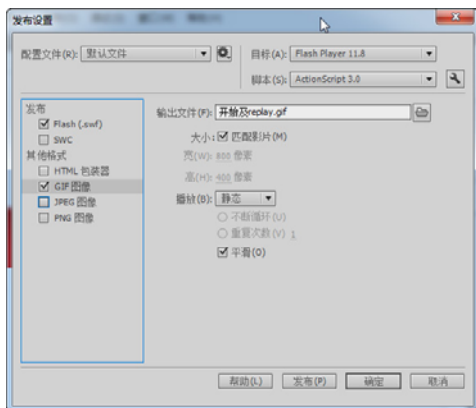 发布设置
配置文件(R): 默认文件
目标(A): Flash Player 11.8
脚本(S): ActionScript 3.0
发布
Flash (.swf)
SWC
其他格式
HTML 包装器
GIF 图像
JPEG 图像
PNG 图像
输出文件(F): 开始及replay.gif
大小: 匹配影片(M)
宽(W): 800 像素
高(H): 400 像素
播放(B): 静态
不断循环(U)
重复次数(V) 1
平滑(O)
帮助(L) 发布(P) 确定 取消